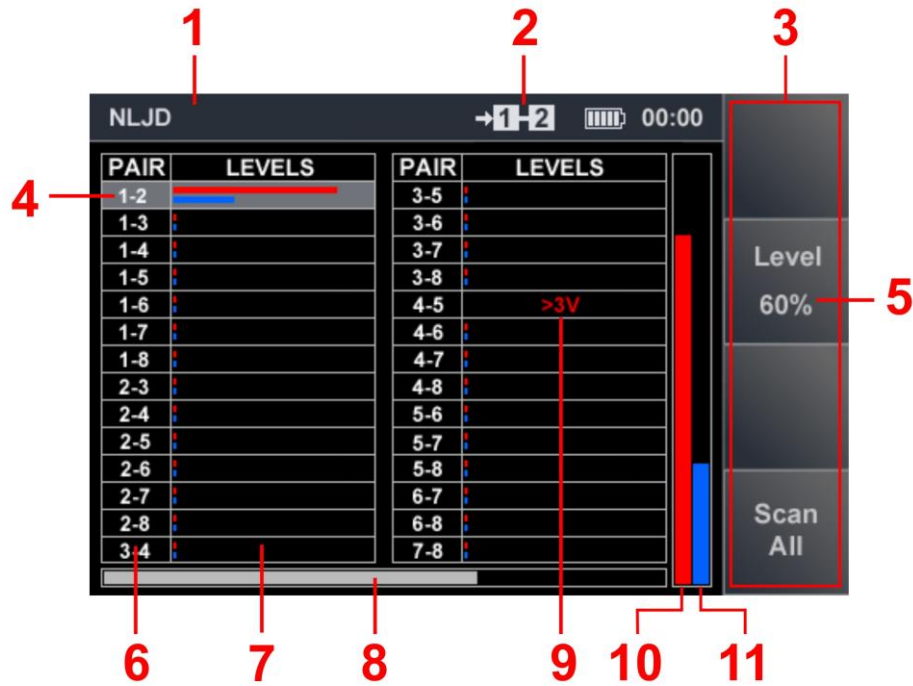 1 2 3
NLJD →1-2 00:00
PAIR LEVELS PAIR LEVELS
4 1-2 3-5
1-3 3-6
1-4 3-7 Level
1-5 3-8
1-6 4-5 >3V 60% 5
1-7 4-6
1-8 4-7
2-3 4-8
2-4 5-6
2-5 5-7
2-6 5-8
2-7 6-7
2-8 6-8 Scan
3-4 7-8 All
6 7 8 9 10 11